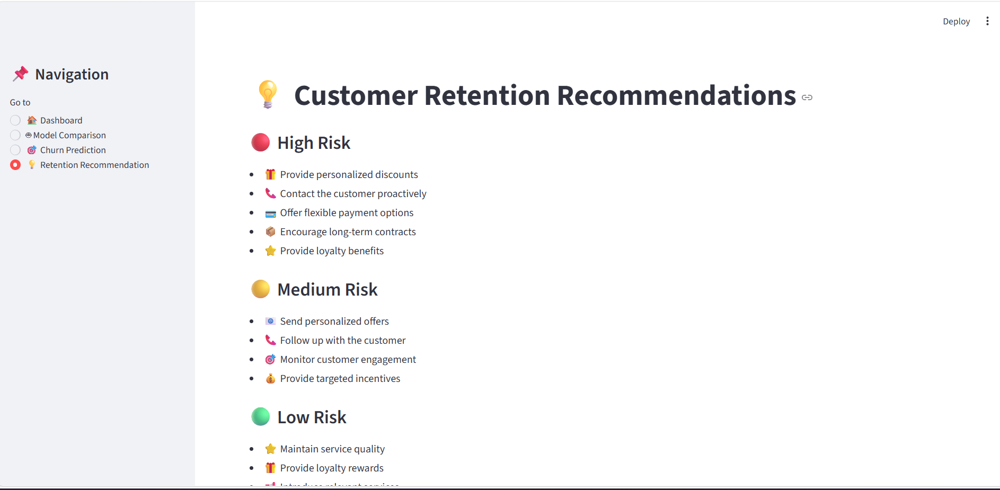 Deploy
📌 Navigation
Go to
🏠 Dashboard
Model Comparison
🎯 Churn Prediction
💡 Retention Recommendation
💡 Customer Retention Recommendations
🔴 High Risk
• 🎁 Provide personalized discounts
• 📞 Contact the customer proactively
• 💳 Offer flexible payment options
• 📦 Encourage long-term contracts
• ⭐ Provide loyalty benefits
🟡 Medium Risk
• 📧 Send personalized offers
• 📞 Follow up with the customer
• 🎯 Monitor customer engagement
• 💰 Provide targeted incentives
🟢 Low Risk
• ⭐ Maintain service quality
• 🎁 Provide loyalty rewards
• Introduce relevant services